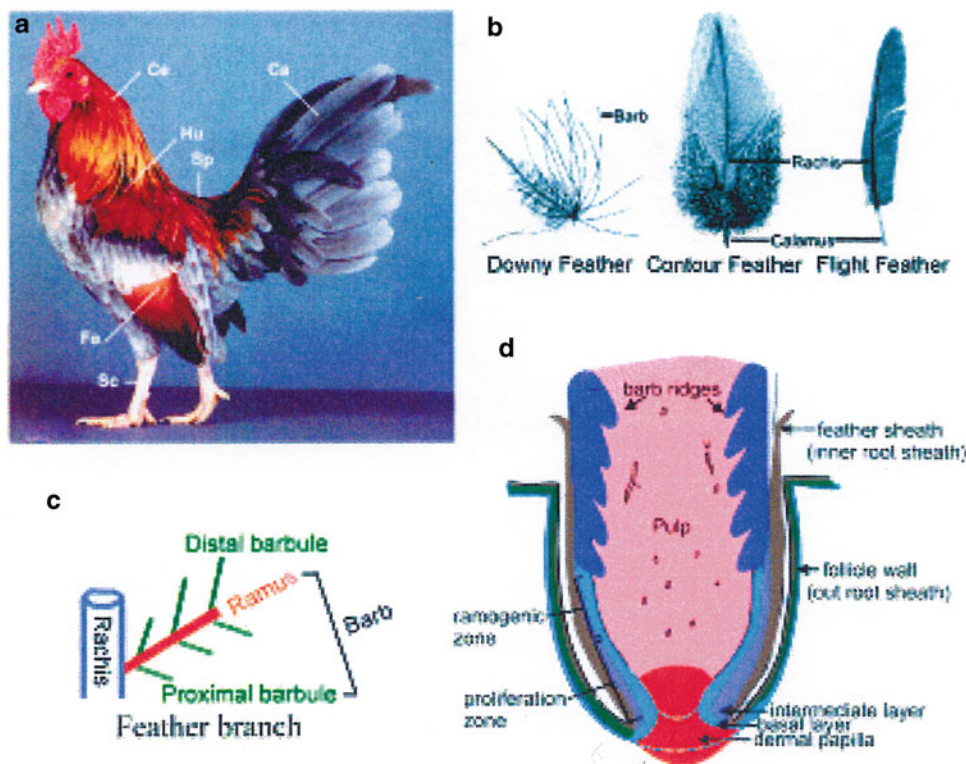 a
Ce
Ca
Hu
Sp
Fe
Sc
b
Barb
Rachis
Calamus
Downy Feather
Contour Feather
Flight Feather
c
Distal barbule
Ramus
Barb
Rachis
Proximal barbule
Feather branch
d
barb ridges
feather sheath
(inner root sheath)
Pulp
follicle wall
(out root sheath)
ramogenic
zone
proliferation
zone
intermediate layer
basal layer
dermal papilla